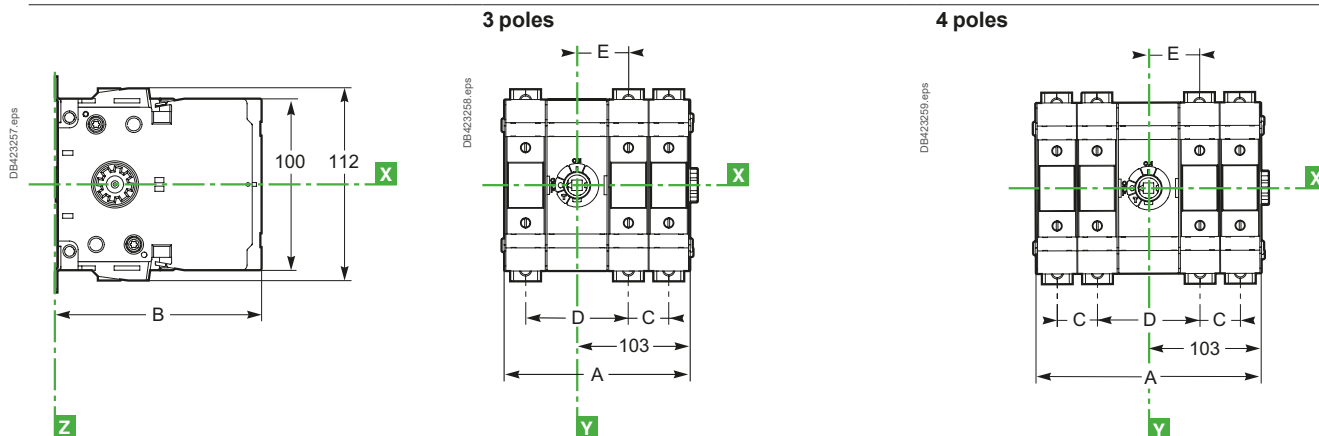 3 poles
4 poles
DB423257.eps
100
112
X
B
Z
DB423258.eps
E
X
D
C
103
A
Y
DB423259.eps
E
X
C
D
C
103
A
Y